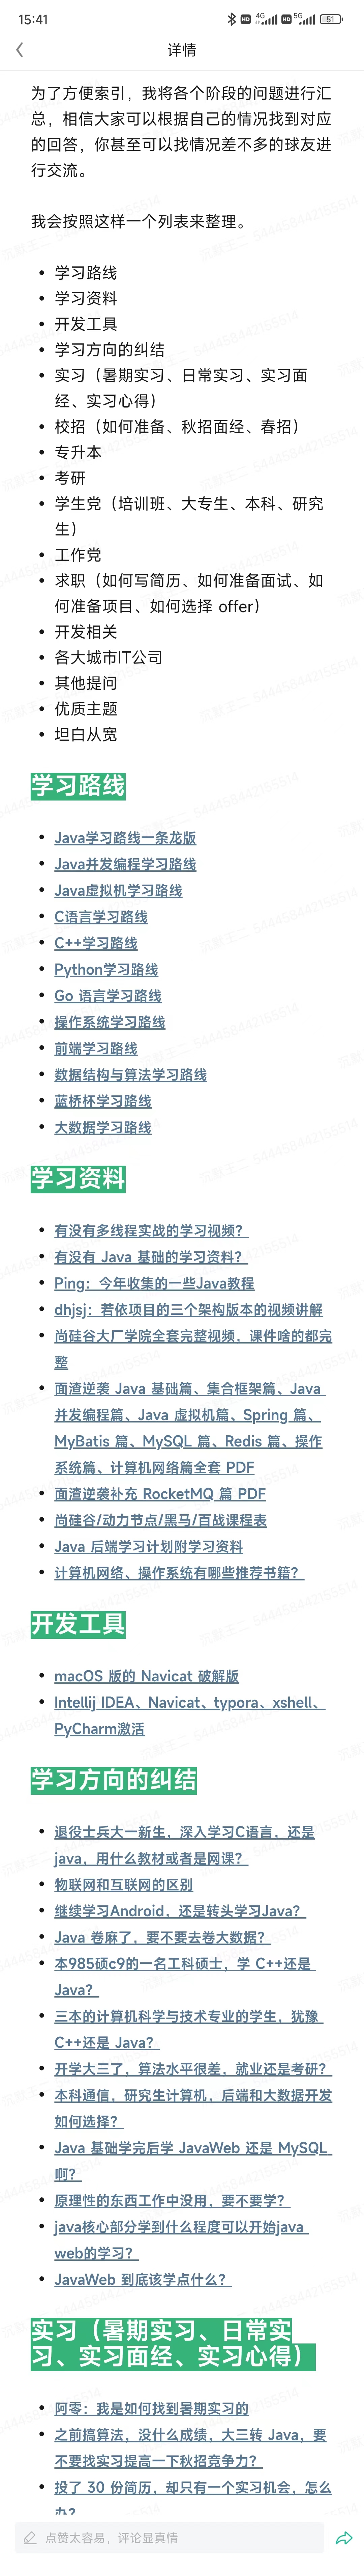 15:41
4G
HD
HD
5G
51
详情
为了方便索引，我将各个阶段的问题进行汇
总，相信大家可以根据自己的情况找到对应
的回答，你甚至可以找情况差不多的球友进
行交流。
我会按照这样一个列表来整理。
• 学习路线
• 学习资料
• 开发工具
• 学习方向的纠结
• 实习（暑期实习、日常实习、实习面
经、实习心得）
• 校招（如何准备、秋招面经、春招）
• 专升本
• 考研
• 学生党（培训班、大专生、本科、研究
生）
• 工作党
• 求职（如何写简历、如何准备面试、如
何准备项目、如何选择 offer）
• 开发相关
• 各大城市IT公司
• 其他提问
• 优质主题
• 坦白从宽
学习路线
• Java学习路线一条龙版
• Java并发编程学习路线
• Java虚拟机学习路线
• C语言学习路线
• C++学习路线
• Python学习路线
• Go 语言学习路线
• 操作系统学习路线
• 前端学习路线
• 数据结构与算法学习路线
• 蓝桥杯学习路线
• 大数据学习路线
学习资料
• 有没有多线程实战的学习视频？
• 有没有 Java 基础的学习资料？
• Ping：今年收集的一些Java教程
• dhjsj：若依项目的三个架构版本的视频讲解
• 尚硅谷大厂学院全套完整视频，课件啥的都完
整
• 面渣逆袭 Java 基础篇、集合框架篇、Java
并发编程篇、Java 虚拟机篇、Spring 篇、
MyBatis 篇、MySQL 篇、Redis 篇、操作
系统篇、计算机网络篇全套 PDF
• 面渣逆袭补充 RocketMQ 篇 PDF
• 尚硅谷/动力节点/黑马/百战课程表
• Java 后端学习计划附学习资料
• 计算机网络、操作系统有哪些推荐书籍？
开发工具
• macOS 版的 Navicat 破解版
• Intellij IDEA、Navicat、typora、xshell、
PyCharm激活
学习方向的纠结
• 退役士兵大一新生，深入学习C语言，还是
java，用什么教材或者是网课？
• 物联网和互联网的区别
• 继续学习Android，还是转头学习Java？
• Java 卷麻了，要不要去卷大数据？
• 本985硕c9的一名工科硕士，学 C++还是
Java？
• 三本的计算机科学与技术专业的学生，犹豫
C++还是 Java？
• 开学大三了，算法水平很差，就业还是考研？
• 本科通信，研究生计算机，后端和大数据开发
如何选择？
• Java 基础学完后学 JavaWeb 还是 MySQL
啊？
• 原理性的东西工作中没用，要不要学？
• java核心部分学到什么程度可以开始java
web的学习？
• JavaWeb 到底该学点什么？
实习（暑期实习、日常实
习、实习面经、实习心得）
• 阿零：我是如何找到暑期实习的
• 之前搞算法，没什么成绩，大三转 Java，要
不要找实习提高一下秋招竞争力？
• 投了 30 份简历，却只有一个实习机会，怎么
办？
点赞太容易，评论显真情